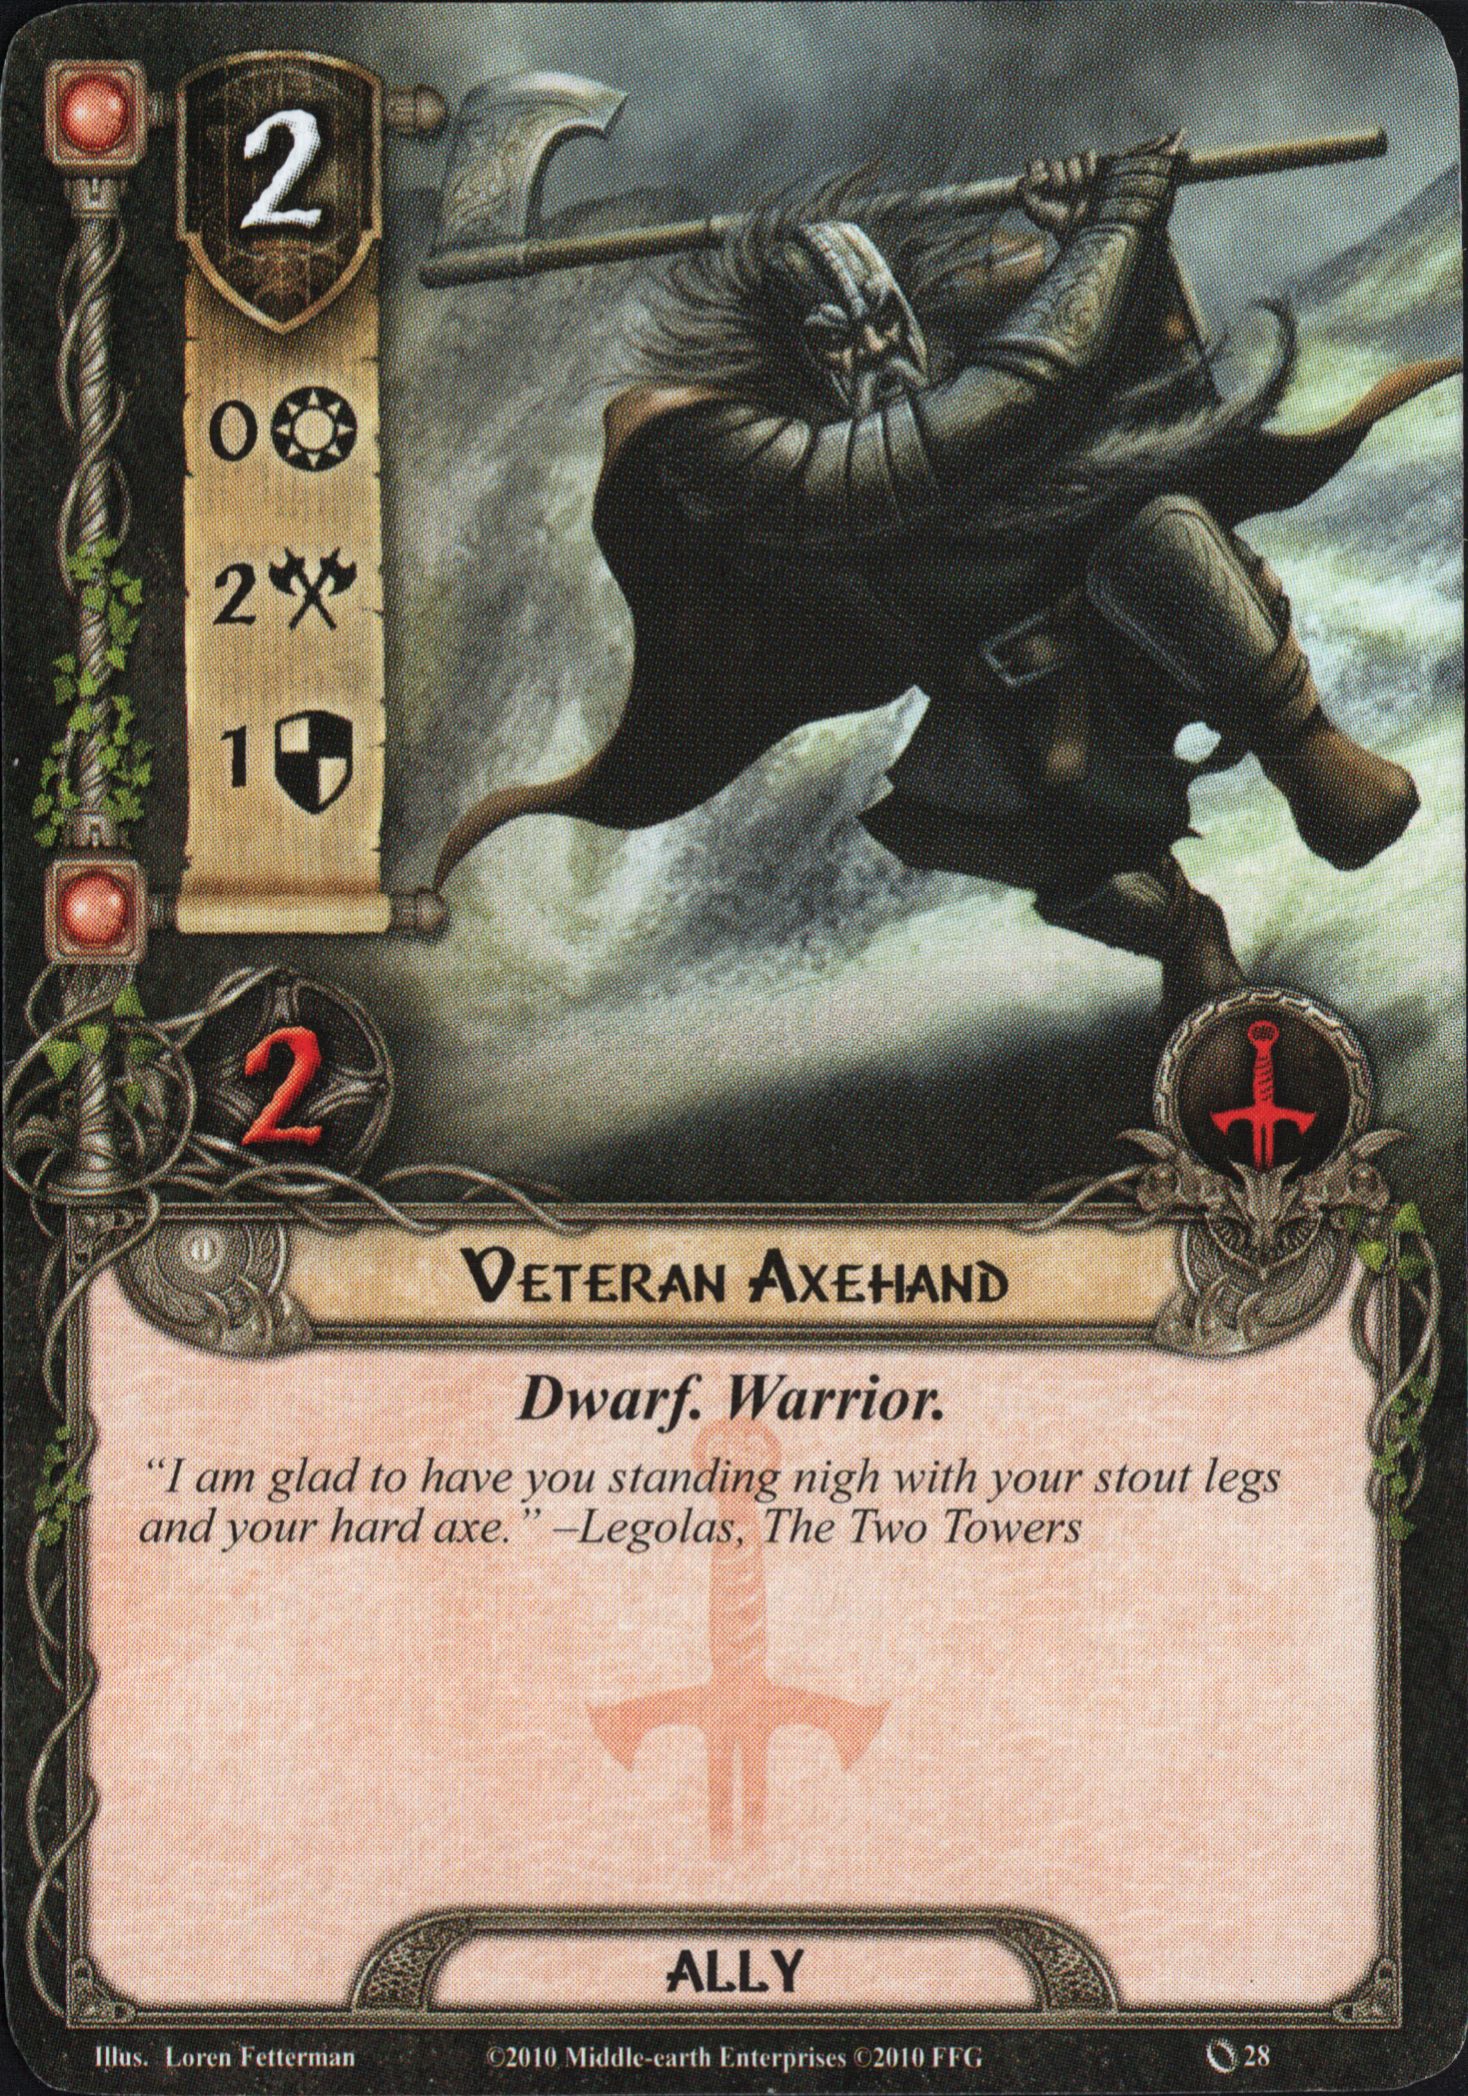 2
0
2
1
2
Veteran Axehand
Dwarf. Warrior.
“I am glad to have you standing nigh with your stout legs
and your hard axe.” –Legolas, The Two Towers
ALLY
Illus. Loren Fetterman ©2010 Middle-earth Enterprises ©2010 FFG 28